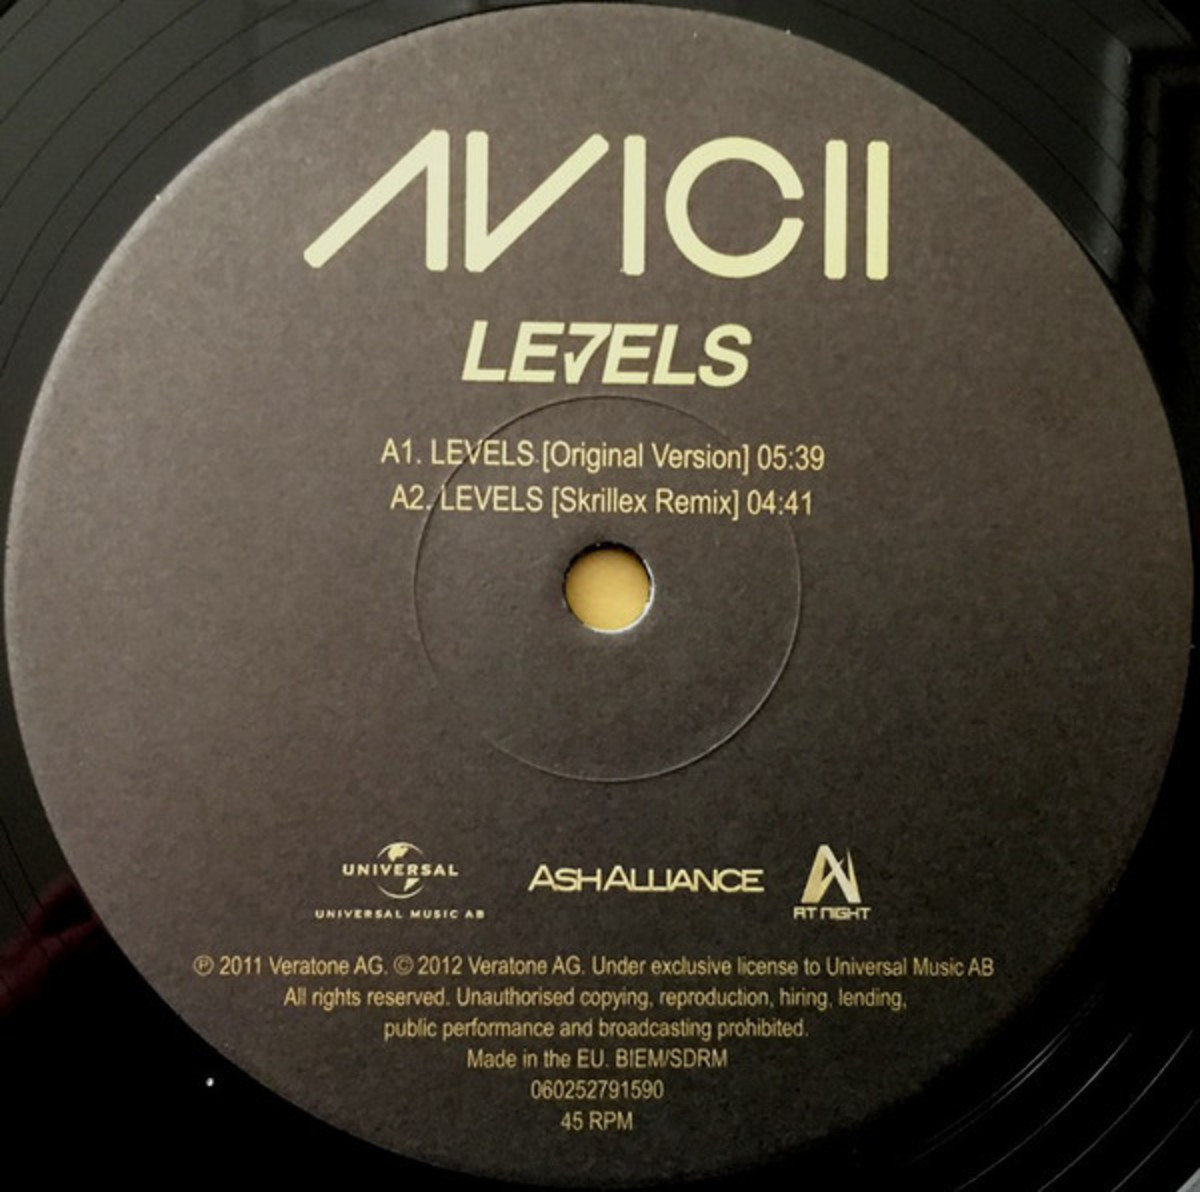 AVICII
LEVELS
A1. LEVELS [Original Version] 05:39
A2. LEVELS [Skrillex Remix] 04:41
UNIVERSAL
UNIVERSAL MUSIC AB
ASH ALLIANCE
AT NIGHT
℗ 2011 Veratone AG. © 2012 Veratone AG. Under exclusive license to Universal Music AB
All rights reserved. Unauthorised copying, reproduction, hiring, lending,
public performance and broadcasting prohibited.
Made in the EU. BIEM/SDRM
060252791590
45 RPM